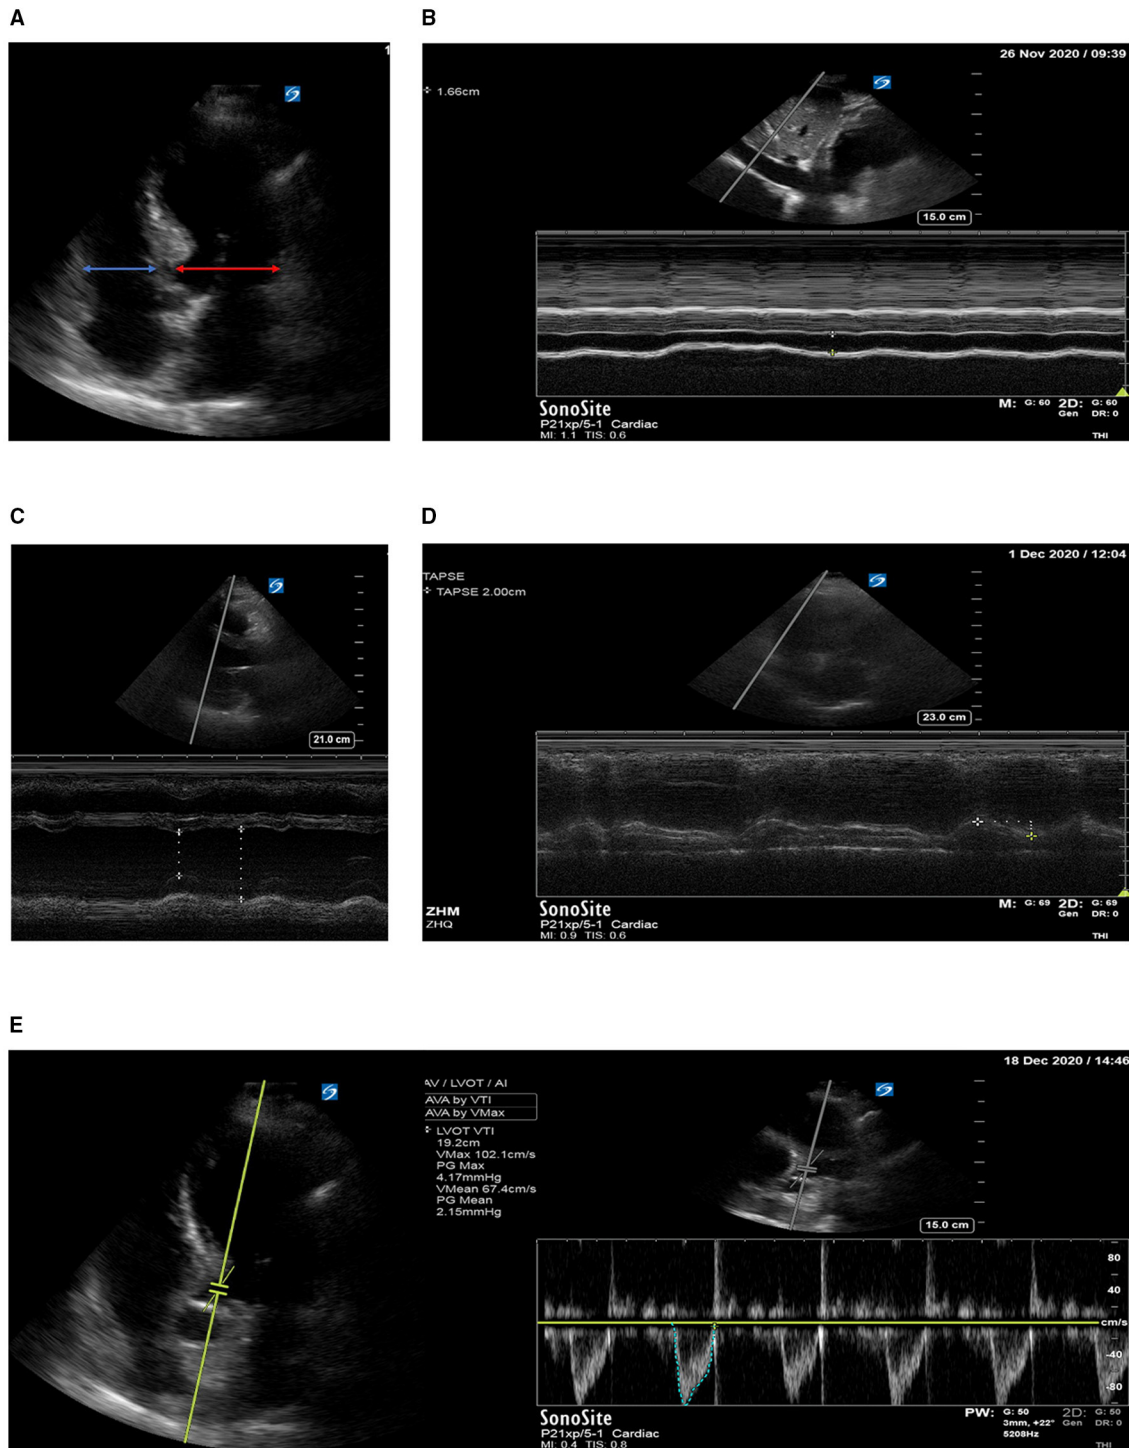 A
1
B
26 Nov 2020 / 09:39
1.66cm
15.0 cm
SonoSite
P21xp/5-1 Cardiac
MI: 1.1 TIS: 0.6
M: G: 60 2D: G: 60
Gen DR: 0
THI
C
21.0 cm
D
1 Dec 2020 / 12:04
TAPSE
TAPSE 2.00cm
23.0 cm
ZHM
ZHQ
SonoSite
P21xp/5-1 Cardiac
MI: 0.9 TIS: 0.6
M: G: 69 2D: G: 69
Gen DR: 0
THI
E
18 Dec 2020 / 14:46
AV / LVOT / AI
AVA by VTI
AVA by VMax
LVOT VTI
19.2cm
VMax 102.1cm/s
PG Max
4.17mmHg
VMean 67.4cm/s
PG Mean
2.15mmHg
15.0 cm
80
40
cm/s
-40
-80
SonoSite
P21xp/5-1 Cardiac
MI: 0.4 TIS: 0.8
PW: G: 50 2D: G: 50
3mm, +22° Gen DR: 0
5208Hz
THI